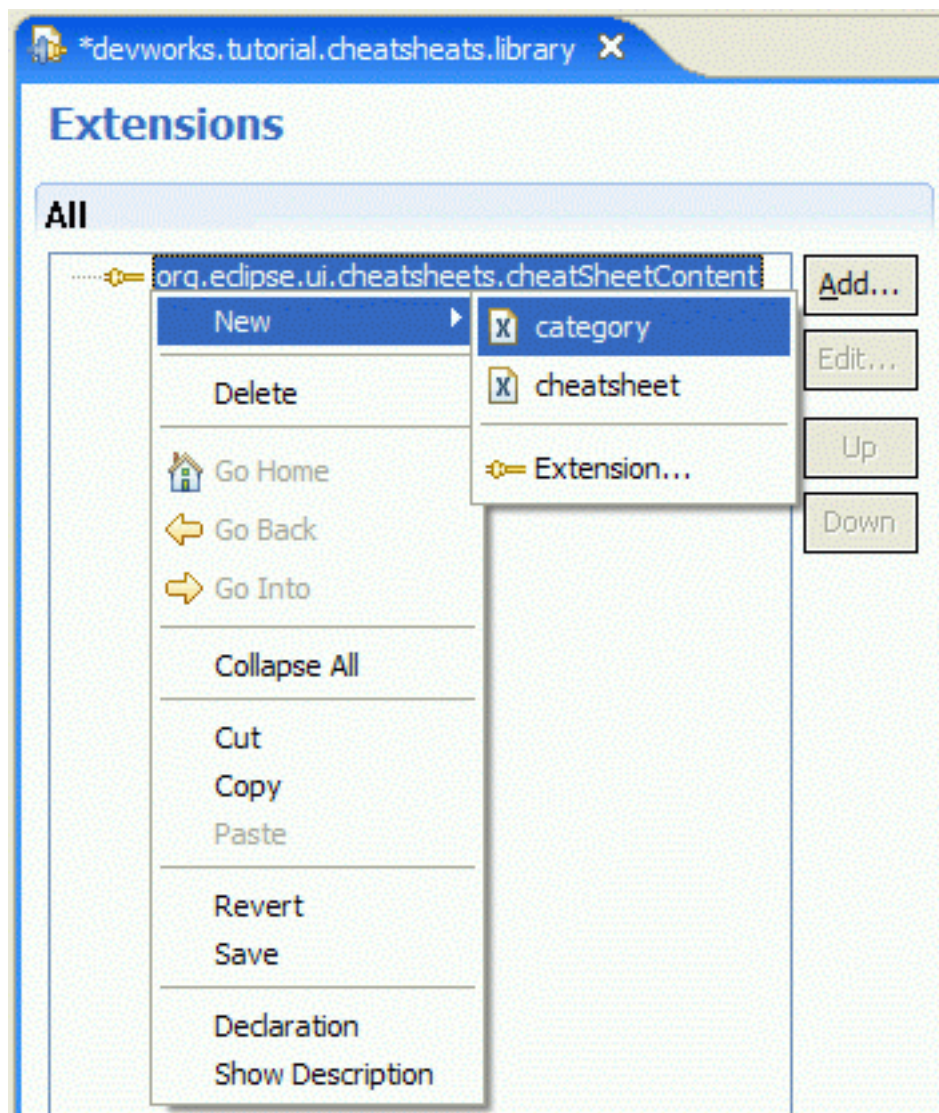 *devworks.tutorial.cheatsheats.library
Extensions
All
org.eclipse.ui.cheatsheets.cheatSheetContent
Add...
New
category
Edit...
Delete
cheatsheet
Up
Go Home
Extension...
Go Back
Down
Go Into
Collapse All
Cut
Copy
Paste
Revert
Save
Declaration
Show Description